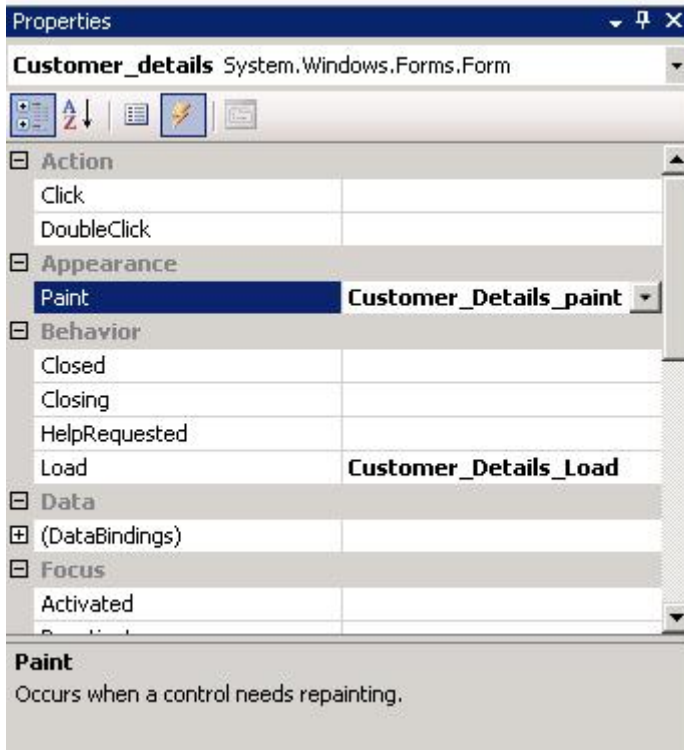 Properties
Customer_details System.Windows.Forms.Form
Action
Click
DoubleClick
Appearance
Paint Customer_Details_paint
Behavior
Closed
Closing
HelpRequested
Load Customer_Details_Load
Data
(DataBindings)
Focus
Activated
Paint
Occurs when a control needs repainting.